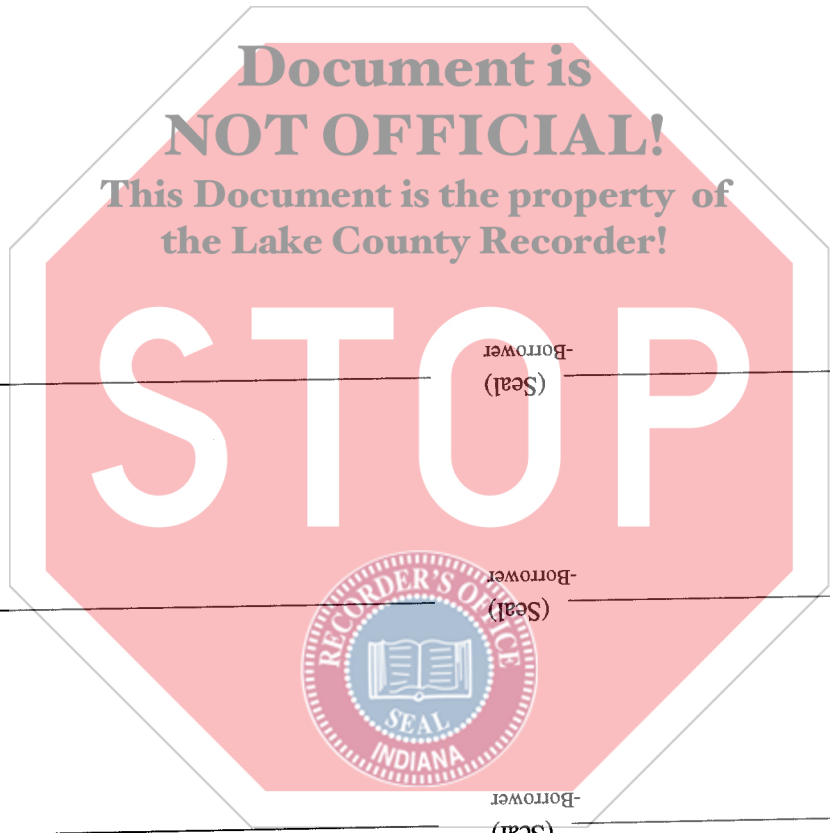 Document is
NOT OFFICIAL!
This Document is the property of
the Lake County Recorder!
STOP
-Borrower
(Seal)
-Borrower
(Seal)
RECORDER'S OFFICE
SEAL
INDIANA
-Borrower
(Seal)